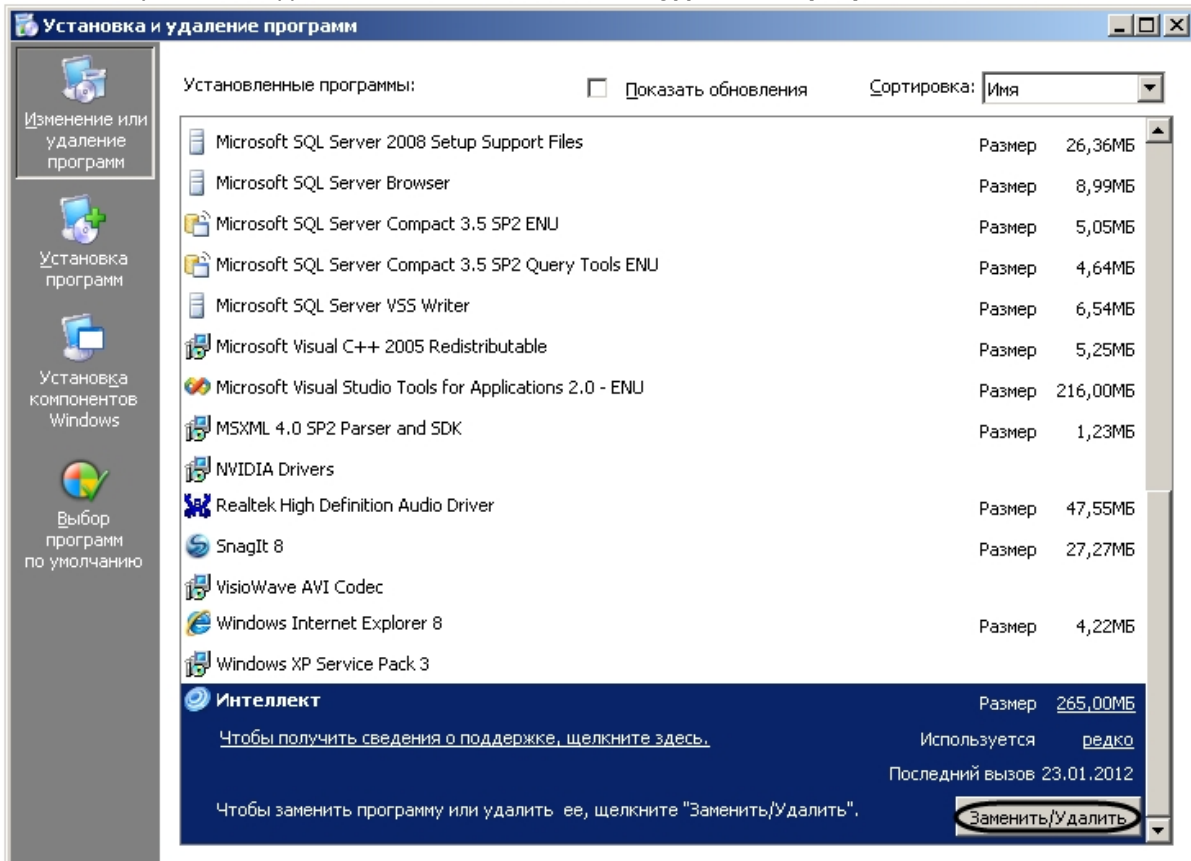 Установка и удаление программ
Изменение или
удаление
программ
Установка
программ
Установка
компонентов
Windows
Выбор
программ
по умолчанию
Установленные программы: Показать обновления Сортировка: Имя
Microsoft SQL Server 2008 Setup Support Files Размер 26,36МБ
Microsoft SQL Server Browser Размер 8,99МБ
Microsoft SQL Server Compact 3.5 SP2 ENU Размер 5,05МБ
Microsoft SQL Server Compact 3.5 SP2 Query Tools ENU Размер 4,64МБ
Microsoft SQL Server VSS Writer Размер 6,54МБ
Microsoft Visual C++ 2005 Redistributable Размер 5,25МБ
Microsoft Visual Studio Tools for Applications 2.0 - ENU Размер 216,00МБ
MSXML 4.0 SP2 Parser and SDK Размер 1,23МБ
NVIDIA Drivers
Realtek High Definition Audio Driver Размер 47,55МБ
SnagIt 8 Размер 27,27МБ
VisioWave AVI Codec
Windows Internet Explorer 8 Размер 4,22МБ
Windows XP Service Pack 3
Интеллект Размер 265,00МБ
Чтобы получить сведения о поддержке, щелкните здесь. Используется редко
Последний вызов 23.01.2012
Чтобы заменить программу или удалить ее, щелкните "Заменить/Удалить". Заменить/Удалить